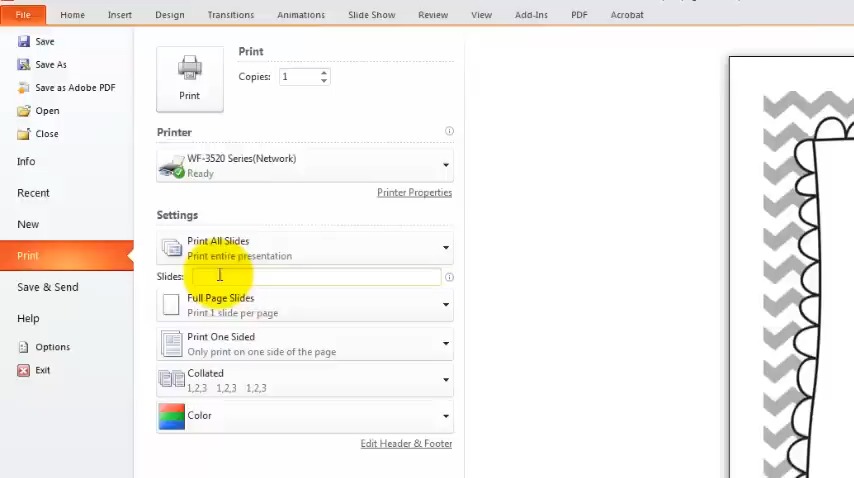 File Home Insert Design Transitions Animations Slide Show Review View Add-Ins PDF Acrobat
Save
Save As
Save as Adobe PDF
Open
Close
Info
Recent
New
Print
Save & Send
Help
Options
Exit
Print
Print
Copies: 1
Printer
WF-3520 Series(Network)
Ready
Printer Properties
Settings
Print All Slides
Print entire presentation
Slides:
Full Page Slides
Print 1 slide per page
Print One Sided
Only print on one side of the page
Collated
1,2,3 1,2,3 1,2,3
Color
Edit Header & Footer